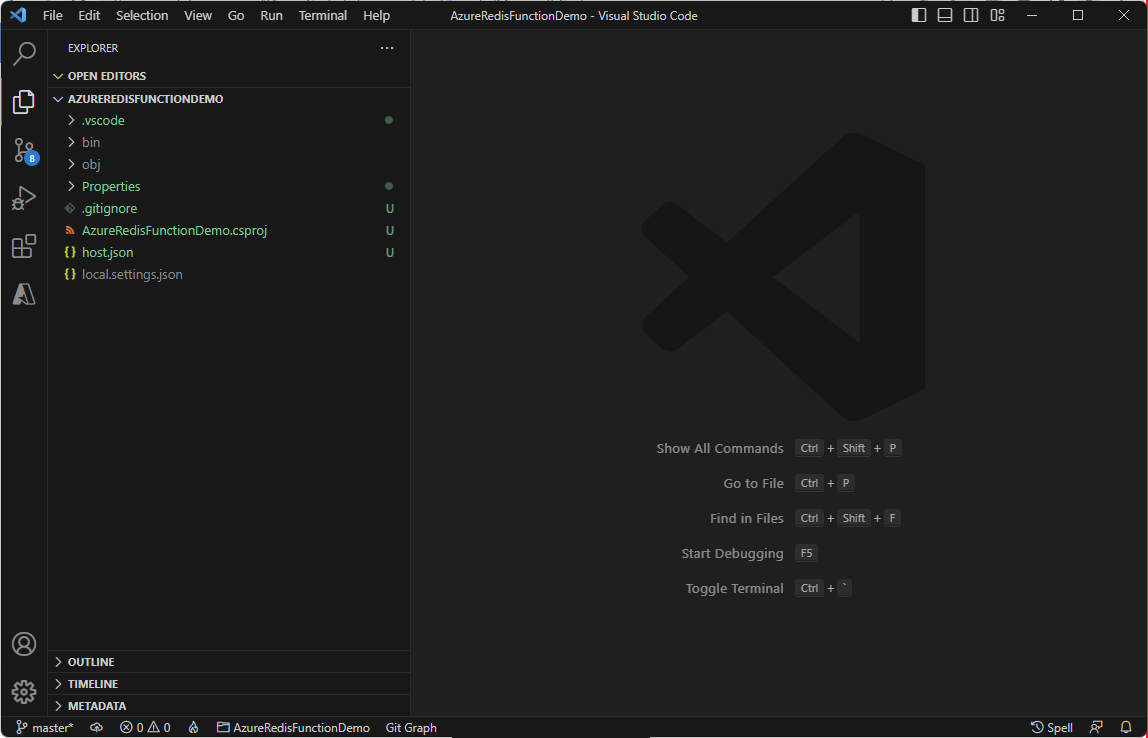 File Edit Selection View Go Run Terminal Help AzureRedisFunctionDemo - Visual Studio Code
EXPLORER ···
OPEN EDITORS
AZUREREDISFUNCTIONDEMO
.vscode
bin
obj
Properties
.gitignore U
AzureRedisFunctionDemo.csproj U
{} host.json U
{} local.settings.json
8
Show All Commands Ctrl + Shift + P
Go to File Ctrl + P
Find in Files Ctrl + Shift + F
Start Debugging F5
Toggle Terminal Ctrl + `
OUTLINE
TIMELINE
METADATA
master* 0 0 AzureRedisFunctionDemo Git Graph Spell